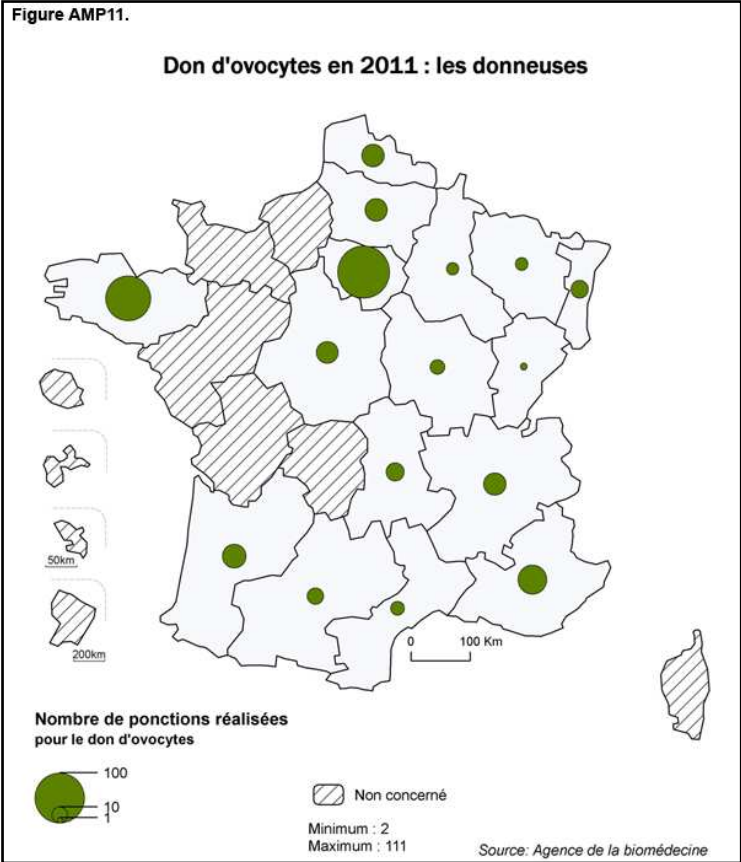 Figure AMP11.
Don d'ovocytes en 2011 : les donneuses
50km
200km
0 100 Km
Nombre de ponctions réalisées
pour le don d'ovocytes
100
10
1
Non concerné
Minimum : 2
Maximum : 111
Source: Agence de la biomédecine